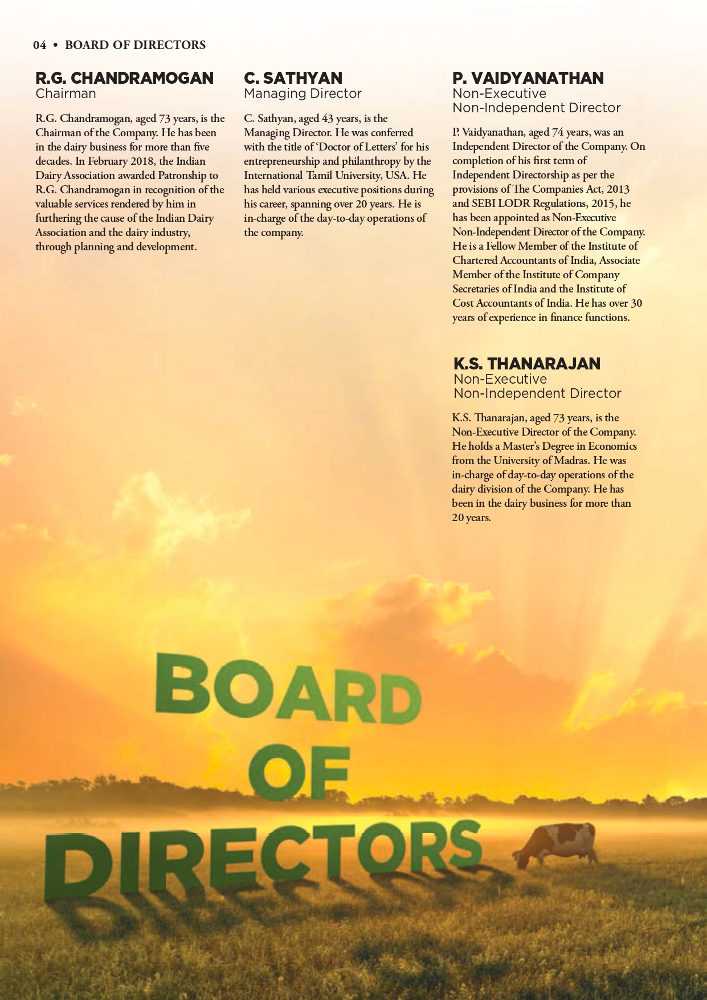 04 • BOARD OF DIRECTORS
R.G. CHANDRAMOGAN
Chairman
R.G. Chandramogan, aged 73 years, is the
Chairman of the Company. He has been
in the dairy business for more than five
decades. In February 2018, the Indian
Dairy Association awarded Patronship to
R.G. Chandramogan in recognition of the
valuable services rendered by him in
furthering the cause of the Indian Dairy
Association and the dairy industry,
through planning and development.
C. SATHYAN
Managing Director
C. Sathyan, aged 43 years, is the
Managing Director. He was conferred
with the title of ‘Doctor of Letters’ for his
entrepreneurship and philanthropy by the
International Tamil University, USA. He
has held various executive positions during
his career, spanning over 20 years. He is
in-charge of the day-to-day operations of
the company.
P. VAIDYANATHAN
Non-Executive
Non-Independent Director
P. Vaidyanathan, aged 74 years, was an
Independent Director of the Company. On
completion of his first term of
Independent Directorship as per the
provisions of The Companies Act, 2013
and SEBI LODR Regulations, 2015, he
has been appointed as Non-Executive
Non-Independent Director of the Company.
He is a Fellow Member of the Institute of
Chartered Accountants of India, Associate
Member of the Institute of Company
Secretaries of India and the Institute of
Cost Accountants of India. He has over 30
years of experience in finance functions.
K.S. THANARAJAN
Non-Executive
Non-Independent Director
K.S. Thanarajan, aged 73 years, is the
Non-Executive Director of the Company.
He holds a Master’s Degree in Economics
from the University of Madras. He was
in-charge of day-to-day operations of the
dairy division of the Company. He has
been in the dairy business for more than
20 years.
BOARD
OF
DIRECTORS